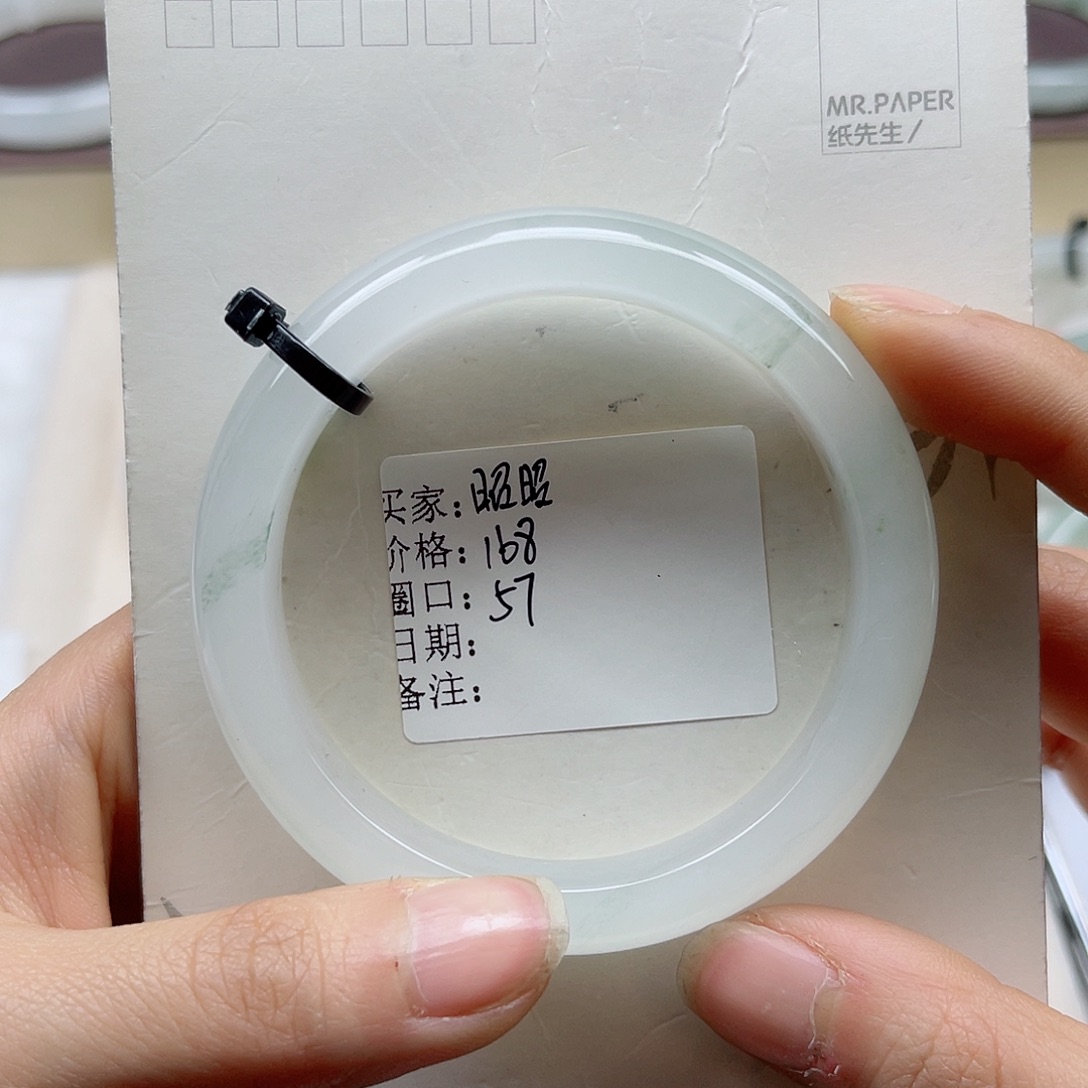 MR.PAPER
纸先生/
买家：昭昭
价格：168
圈口：57
日期：
备注：